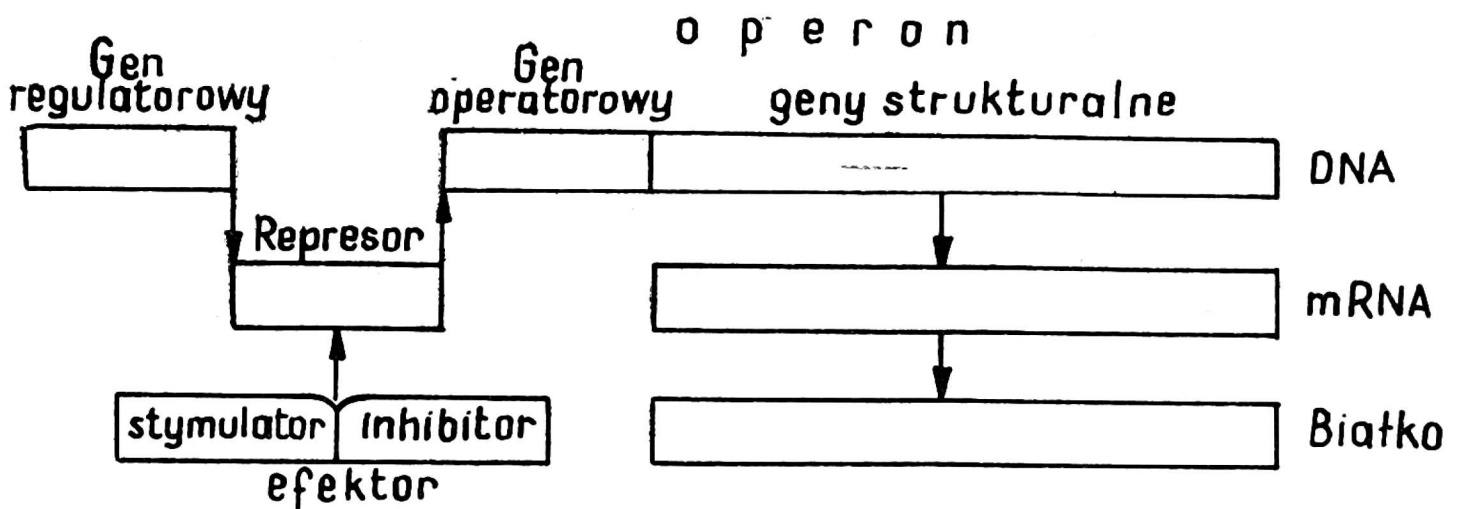 o p e r o n
Gen
regulatorowy
Gen
operatorowy
geny strukturalne
DNA
Represor
mRNA
stymulator
inhibitor
efektor
Białko